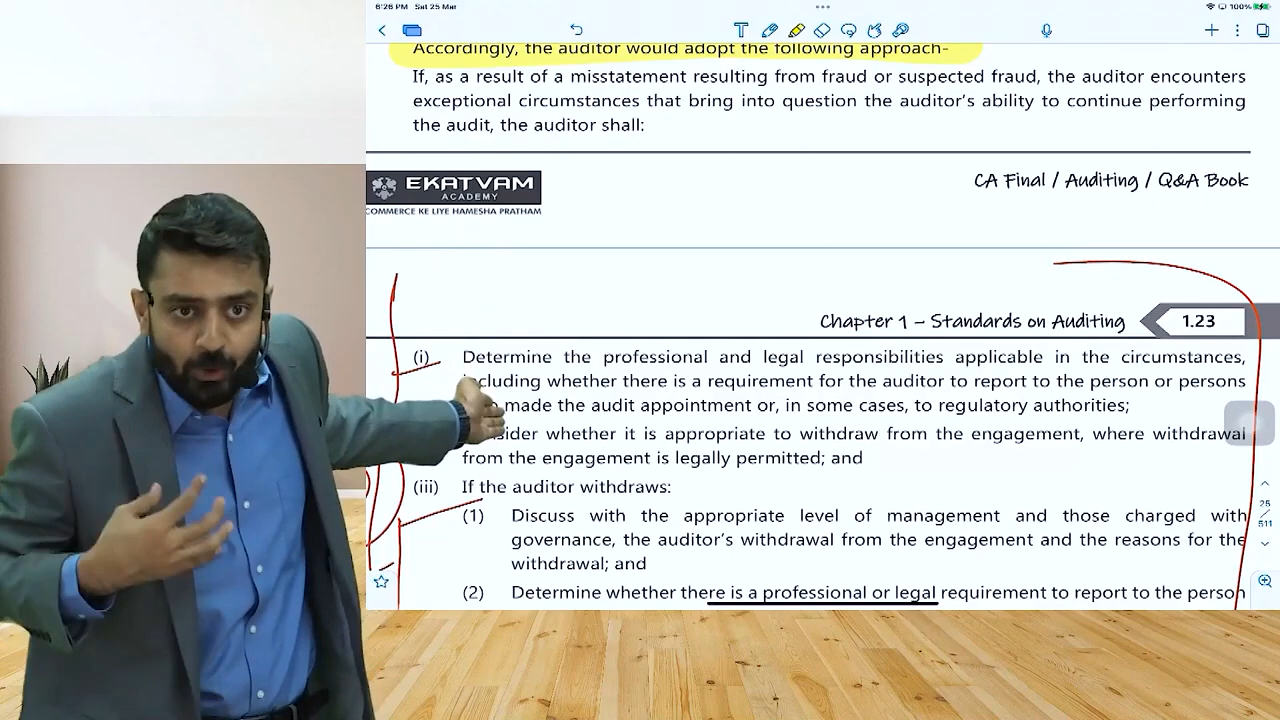 6:26 PM Sat 25 Mar
100%
Accordingly, the auditor would adopt the following approach-
If, as a result of a misstatement resulting from fraud or suspected fraud, the auditor encounters
exceptional circumstances that bring into question the auditor's ability to continue performing
the audit, the auditor shall:
EKATVAM
ACADEMY
COMMERCE KE LIYE HAMESHA PRATHAM
CA Final / Auditing / Q&A Book
Chapter 1 – Standards on Auditing
1.23
(i) Determine the professional and legal responsibilities applicable in the circumstances,
including whether there is a requirement for the auditor to report to the person or persons
made the audit appointment or, in some cases, to regulatory authorities;
whether it is appropriate to withdraw from the engagement, where withdrawal
from the engagement is legally permitted; and
(iii) If the auditor withdraws:
(1) Discuss with the appropriate level of management and those charged with
governance, the auditor's withdrawal from the engagement and the reasons for the
withdrawal; and
(2) Determine whether there is a professional or legal requirement to report to the person
25
511